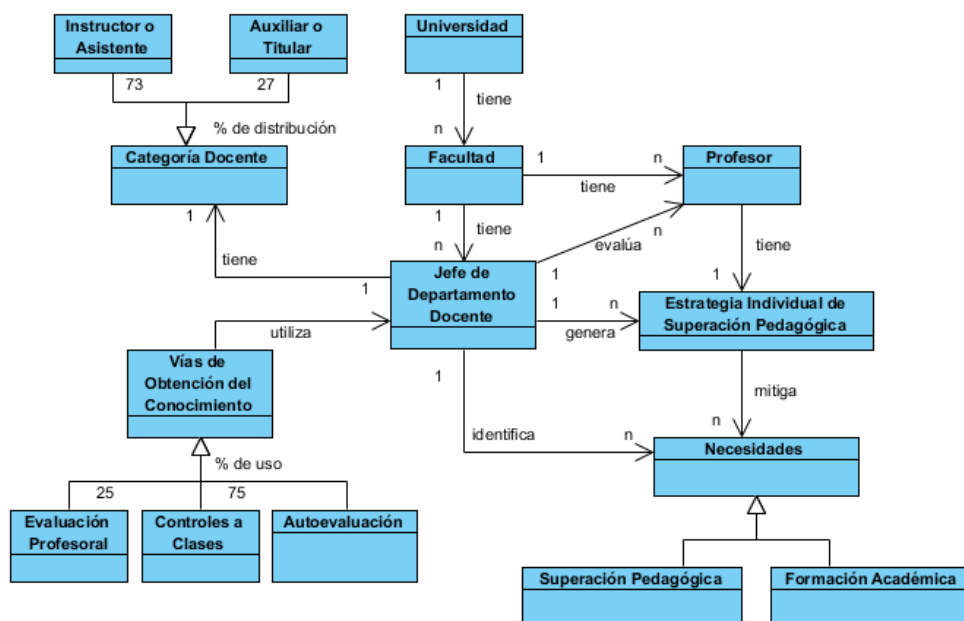 Instructor o
Asistente
Auxiliar o
Titular
Universidad
73
27
1
tiene
% de distribución
n
Categoría Docente
Facultad
1
n
Profesor
tiene
1
1
tiene
evalúa
n
tiene
n
tiene
1
Jefe de
Departamento
Docente
1
1
n
genera
1
Estrategia Individual de
Superación Pedagógica
utiliza
Vías de
Obtención del
Conocimiento
1
mitiga
identifica
n
n
Necesidades
% de uso
25
75
Evaluación
Profesoral
Controles a
Clases
Autoevaluación
Superación Pedagógica
Formación Académica